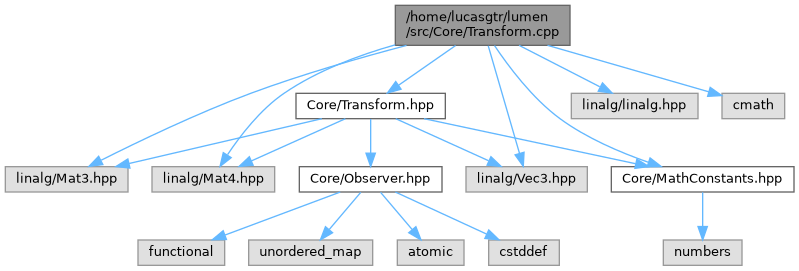 /home/lucasgtr/lumen
/src/Core/Transform.cpp
Core/Transform.hpp
linalg/linalg.hpp
cmath
linalg/Mat3.hpp
linalg/Mat4.hpp
Core/Observer.hpp
linalg/Vec3.hpp
Core/MathConstants.hpp
functional
unordered_map
atomic
cstddef
numbers